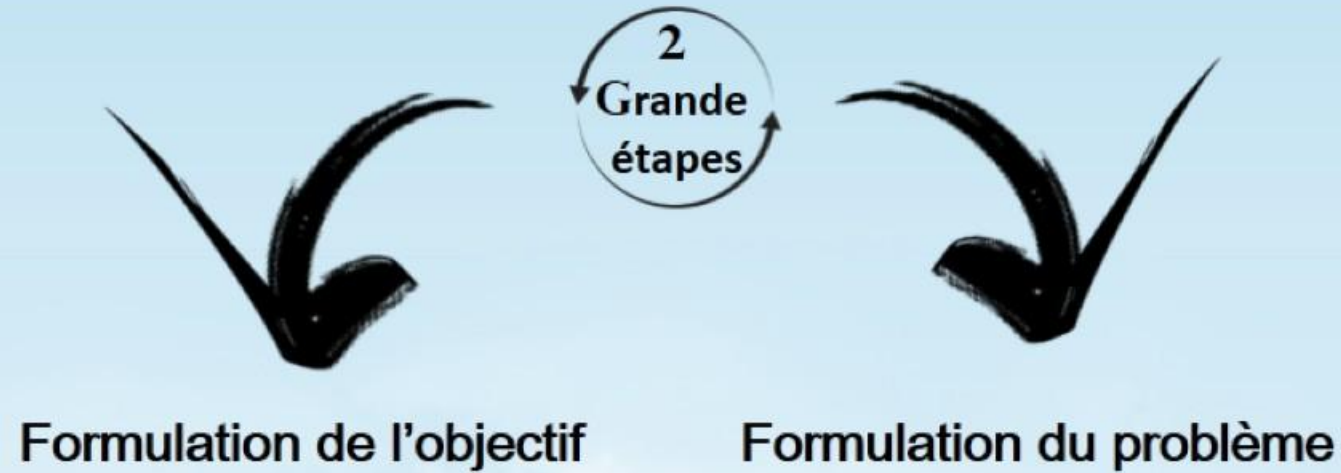 2
Grande
étapes
Formulation de l'objectif
Formulation du problème